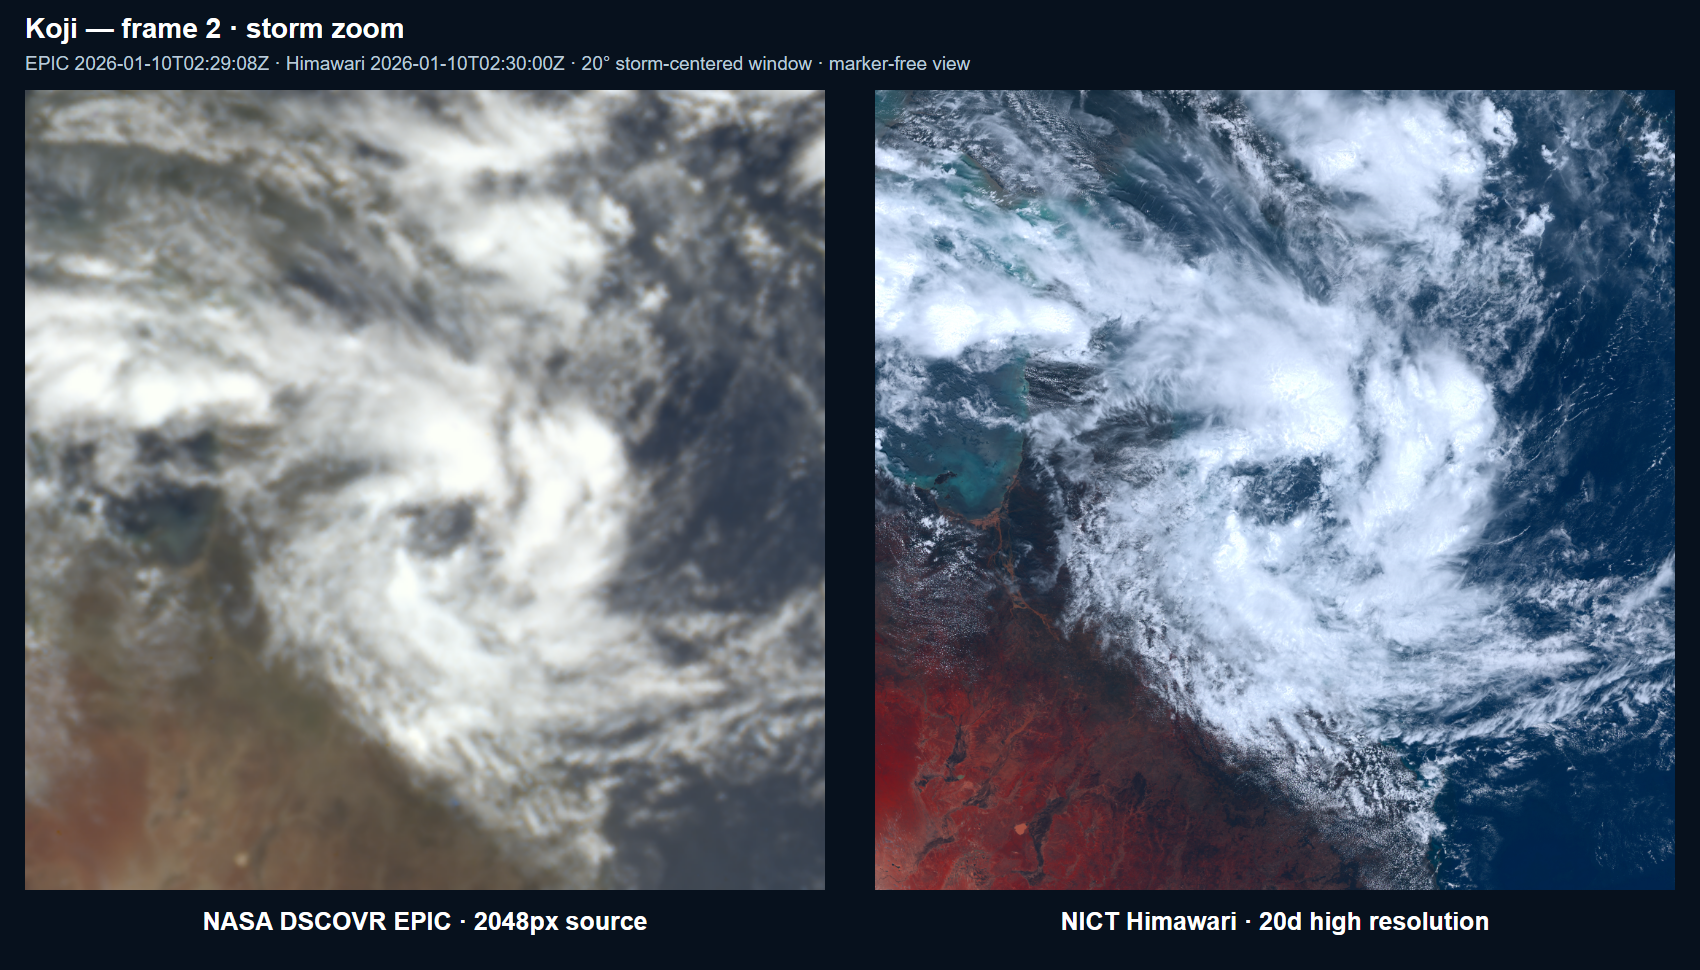 Koji — frame 2 · storm zoom
EPIC 2026-01-10T02:29:08Z · Himawari 2026-01-10T02:30:00Z · 20° storm-centered window · marker-free view
NASA DSCOVR EPIC · 2048px source
NICT Himawari · 20d high resolution